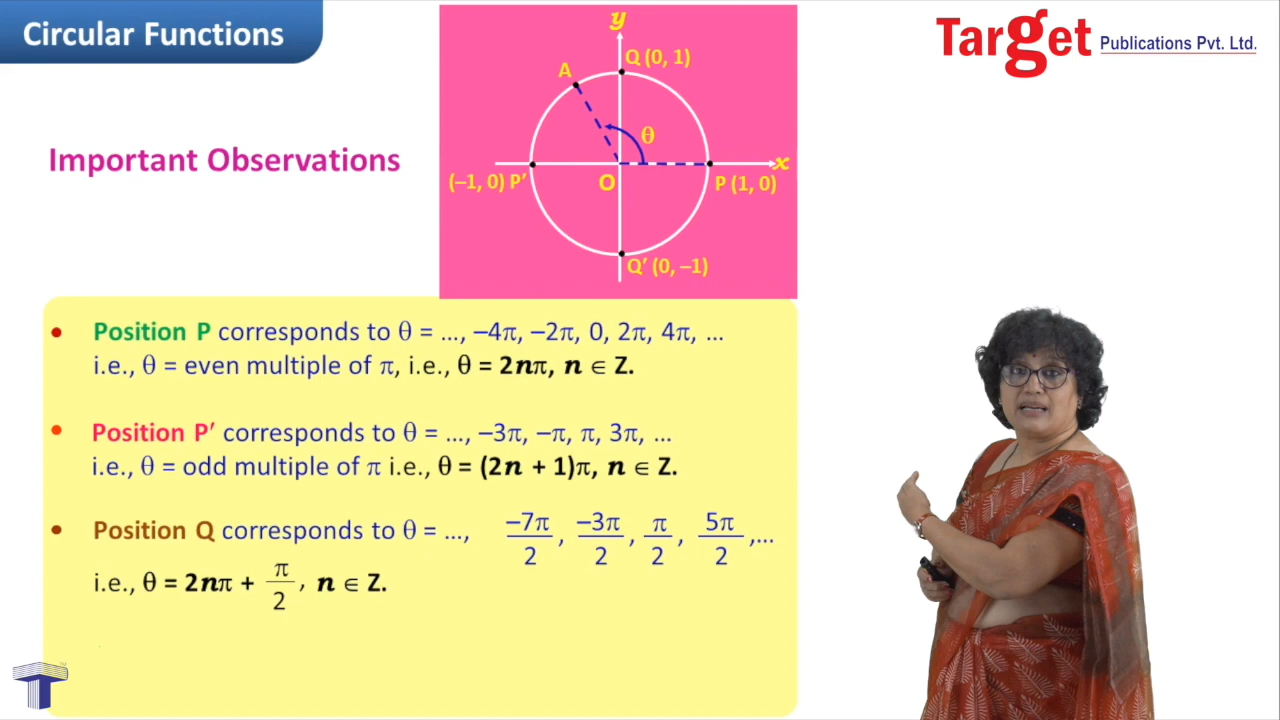 Circular Functions
Target Publications Pvt. Ltd.
y
Q (0, 1)
A
θ
x
(–1, 0) P′
O
P (1, 0)
Q′ (0, –1)
Important Observations
• Position P corresponds to θ = ..., –4π, –2π, 0, 2π, 4π, ...
i.e., θ = even multiple of π, i.e., θ = 2nπ, n ∈ Z.
• Position P′ corresponds to θ = ..., –3π, –π, π, 3π, ...
i.e., θ = odd multiple of π i.e., θ = (2n + 1)π, n ∈ Z.
• Position Q corresponds to θ = ..., –7π/2, –3π/2, π/2, 5π/2,...
i.e., θ = 2nπ + π/2, n ∈ Z.
T
TM